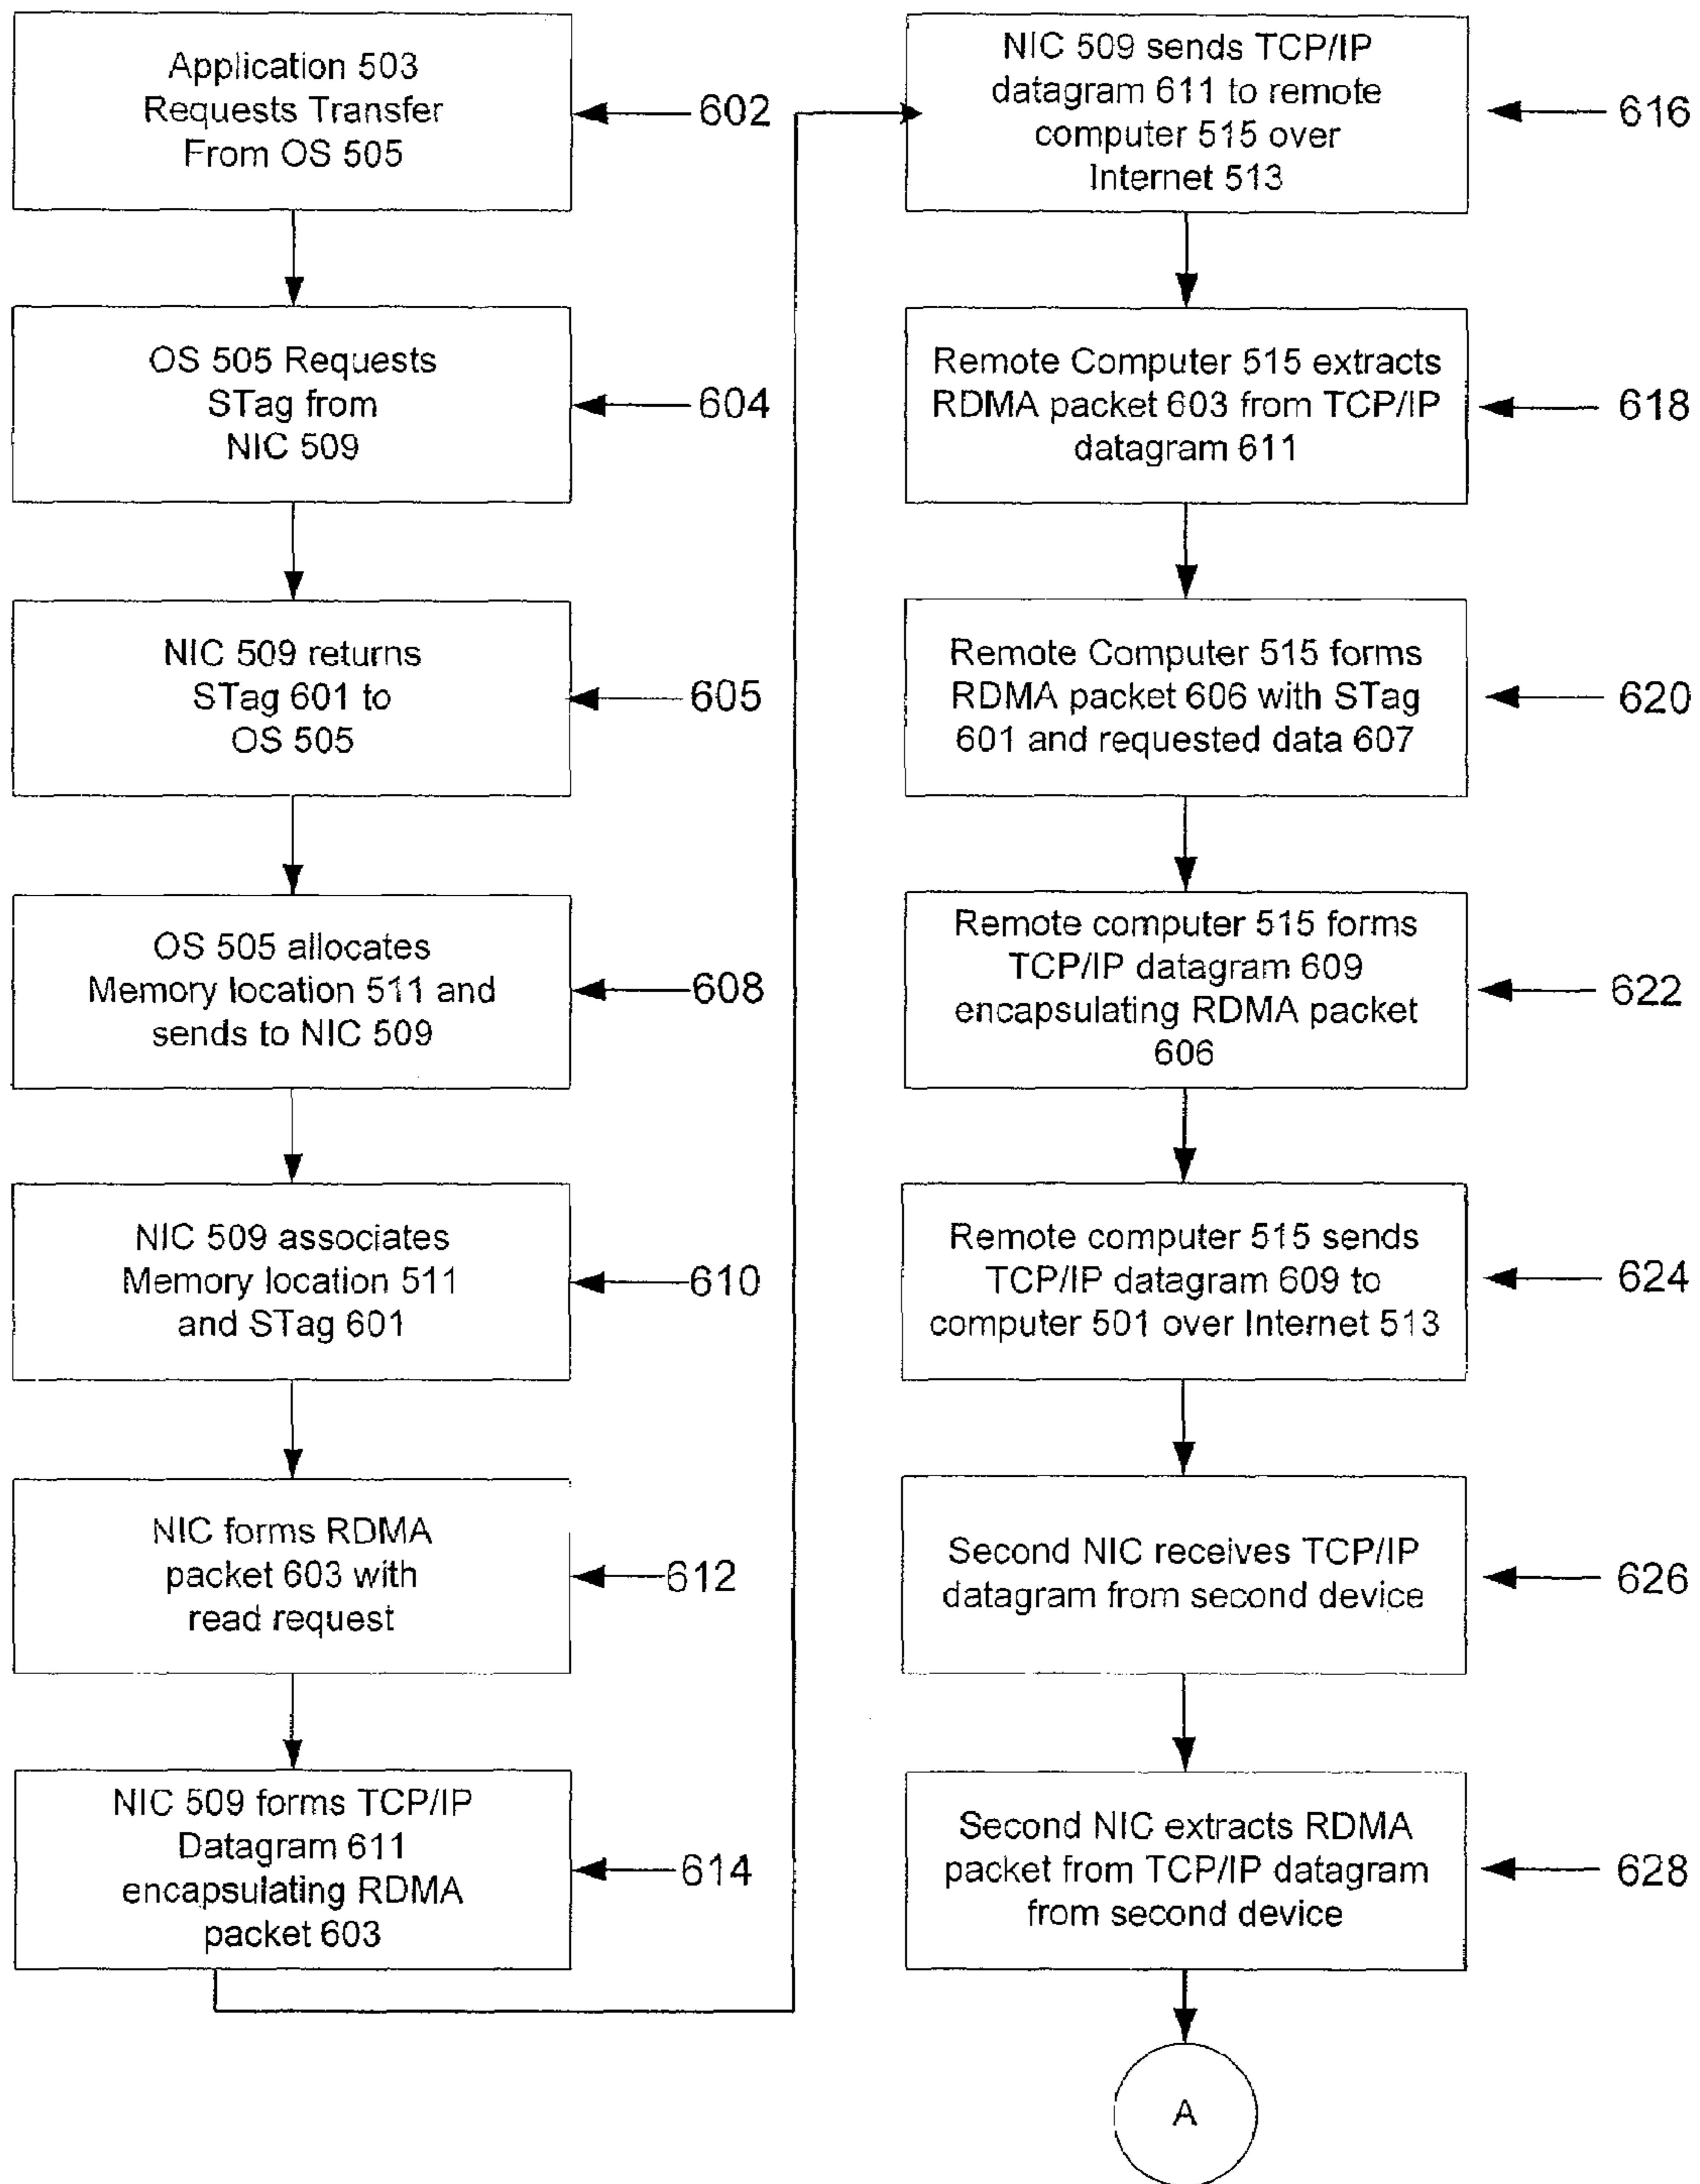 Application 503
Requests Transfer
From OS 505
602
OS 505 Requests
STag from
NIC 509
604
NIC 509 returns
STag 601 to
OS 505
605
OS 505 allocates
Memory location 511 and
sends to NIC 509
608
NIC 509 associates
Memory location 511
and STag 601
610
NIC forms RDMA
packet 603 with
read request
612
NIC 509 forms TCP/IP
Datagram 611
encapsulating RDMA
packet 603
614
NIC 509 sends TCP/IP
datagram 611 to remote
computer 515 over
Internet 513
616
Remote Computer 515 extracts
RDMA packet 603 from TCP/IP
datagram 611
618
Remote Computer 515 forms
RDMA packet 606 with STag
601 and requested data 607
620
Remote computer 515 forms
TCP/IP datagram 609
encapsulating RDMA packet
606
622
Remote computer 515 sends
TCP/IP datagram 609 to
computer 501 over Internet 513
624
Second NIC receives TCP/IP
datagram from second device
626
Second NIC extracts RDMA
packet from TCP/IP datagram
from second device
628
A